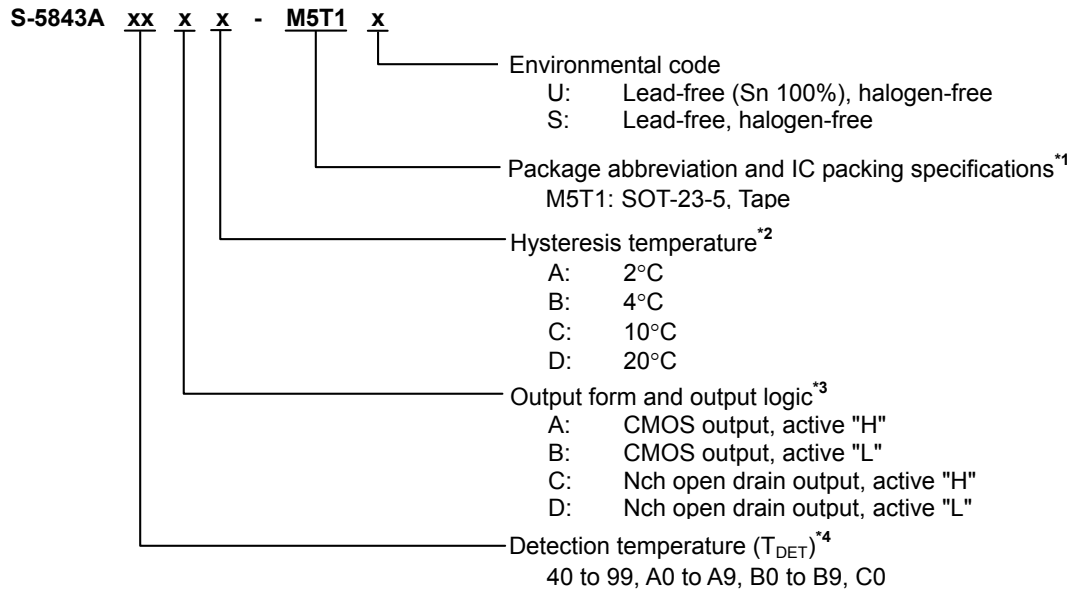 S-5843A xx x x - M5T1 x
Environmental code
U: Lead-free (Sn 100%), halogen-free
S: Lead-free, halogen-free
Package abbreviation and IC packing specifications*1
M5T1: SOT-23-5, Tape
Hysteresis temperature*2
A: 2°C
B: 4°C
C: 10°C
D: 20°C
Output form and output logic*3
A: CMOS output, active "H"
B: CMOS output, active "L"
C: Nch open drain output, active "H"
D: Nch open drain output, active "L"
Detection temperature (TDET)*4
40 to 99, A0 to A9, B0 to B9, C0